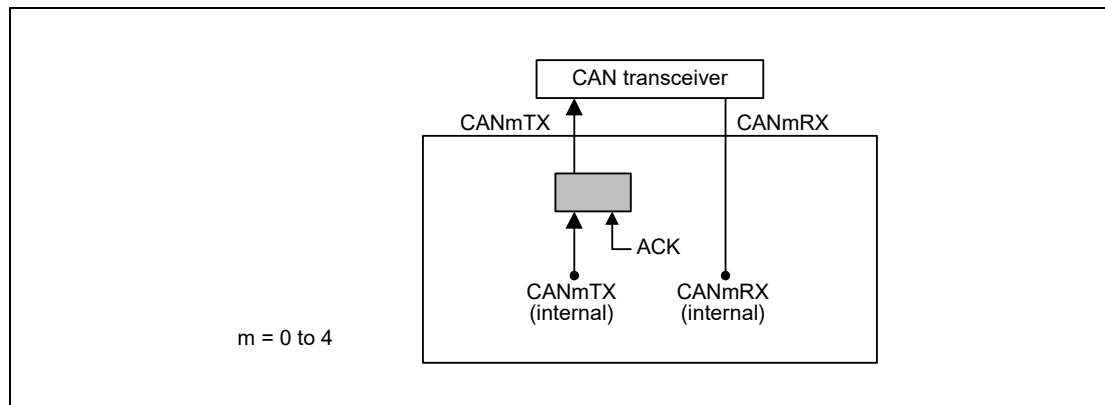 CAN transceiver
CANmTX
CANmRX
ACK
CANmTX
(internal)
CANmRX
(internal)
m = 0 to 4